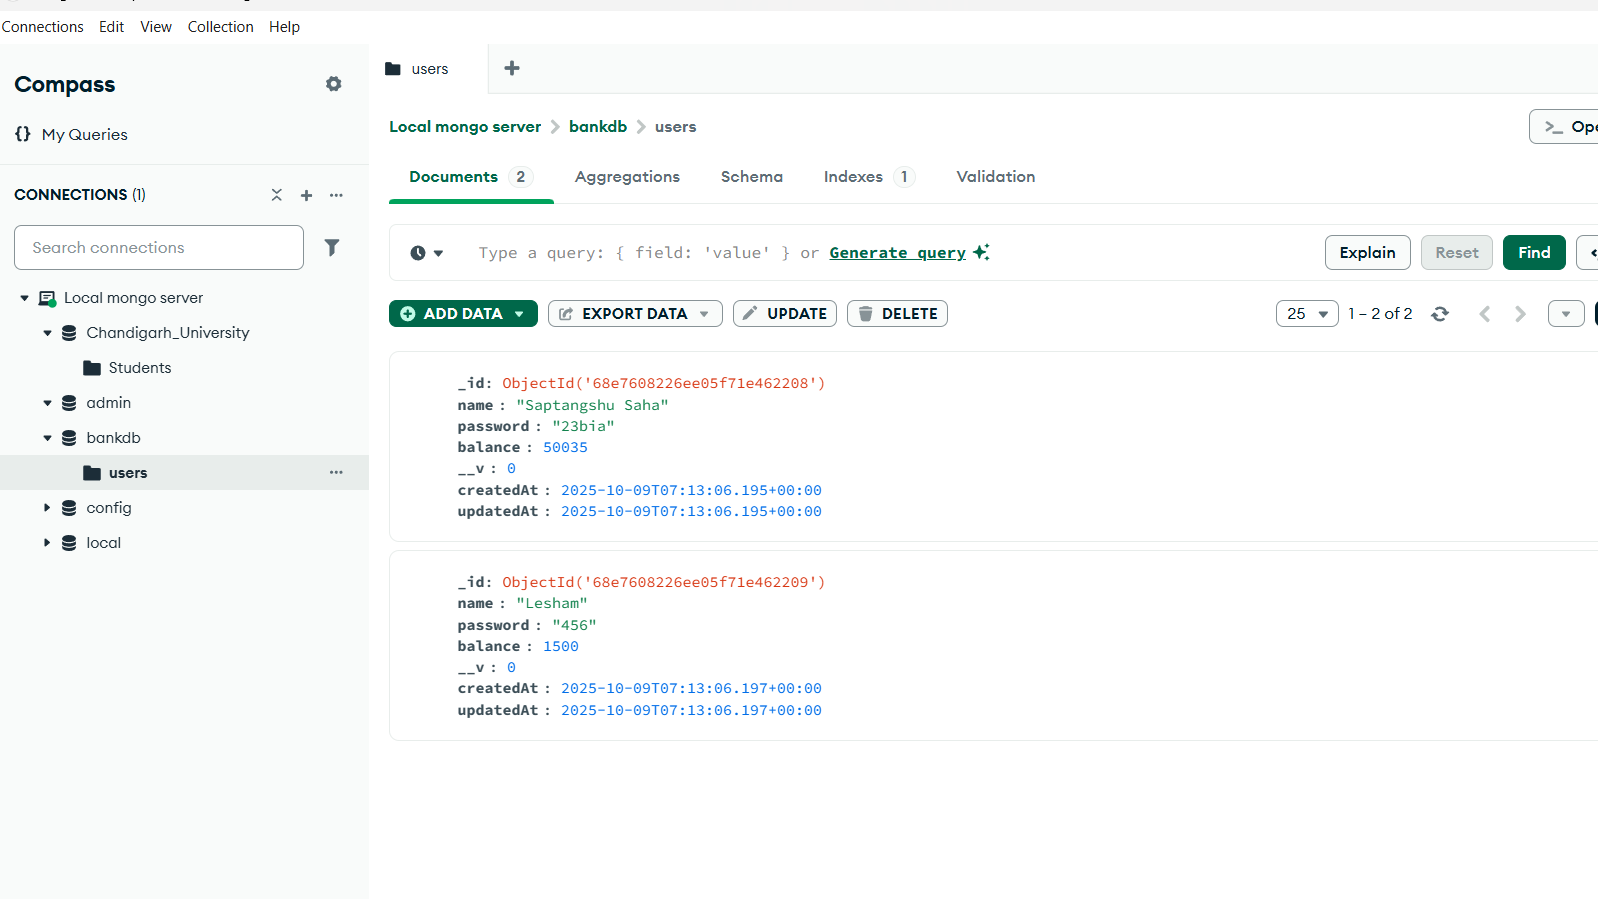 Connections Edit View Collection Help
Compass
My Queries
CONNECTIONS (1)
Search connections
Local mongo server
Chandigarh_University
Students
admin
bankdb
users
config
local
users
Local mongo server > bankdb > users
>_ Ope
Documents 2 Aggregations Schema Indexes 1 Validation
Type a query: { field: 'value' } or Generate query
Explain Reset Find
ADD DATA EXPORT DATA UPDATE DELETE
25 1 – 2 of 2
_id: ObjectId('68e7608226ee05f71e462208')
name : "Saptangshu Saha"
password : "23bia"
balance : 50035
__v : 0
createdAt : 2025-10-09T07:13:06.195+00:00
updatedAt : 2025-10-09T07:13:06.195+00:00
_id: ObjectId('68e7608226ee05f71e462209')
name : "Lesham"
password : "456"
balance : 1500
__v : 0
createdAt : 2025-10-09T07:13:06.197+00:00
updatedAt : 2025-10-09T07:13:06.197+00:00